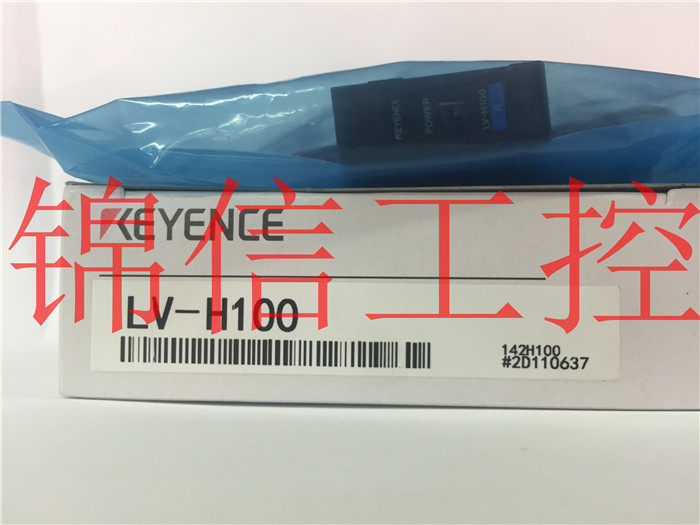 KEYENCE
POWER
LV-H100
R
锦信工控
KEYENCE
LV-H100
142H100
#2D110637